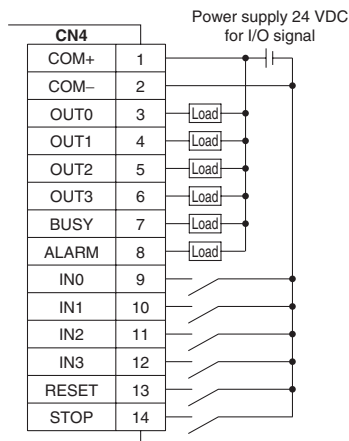 Power supply 24 VDC
for I/O signal
CN4
COM+ 1
COM− 2
OUT0 3 Load
OUT1 4 Load
OUT2 5 Load
OUT3 6 Load
BUSY 7 Load
ALARM 8 Load
IN0 9
IN1 10
IN2 11
IN3 12
RESET 13
STOP 14